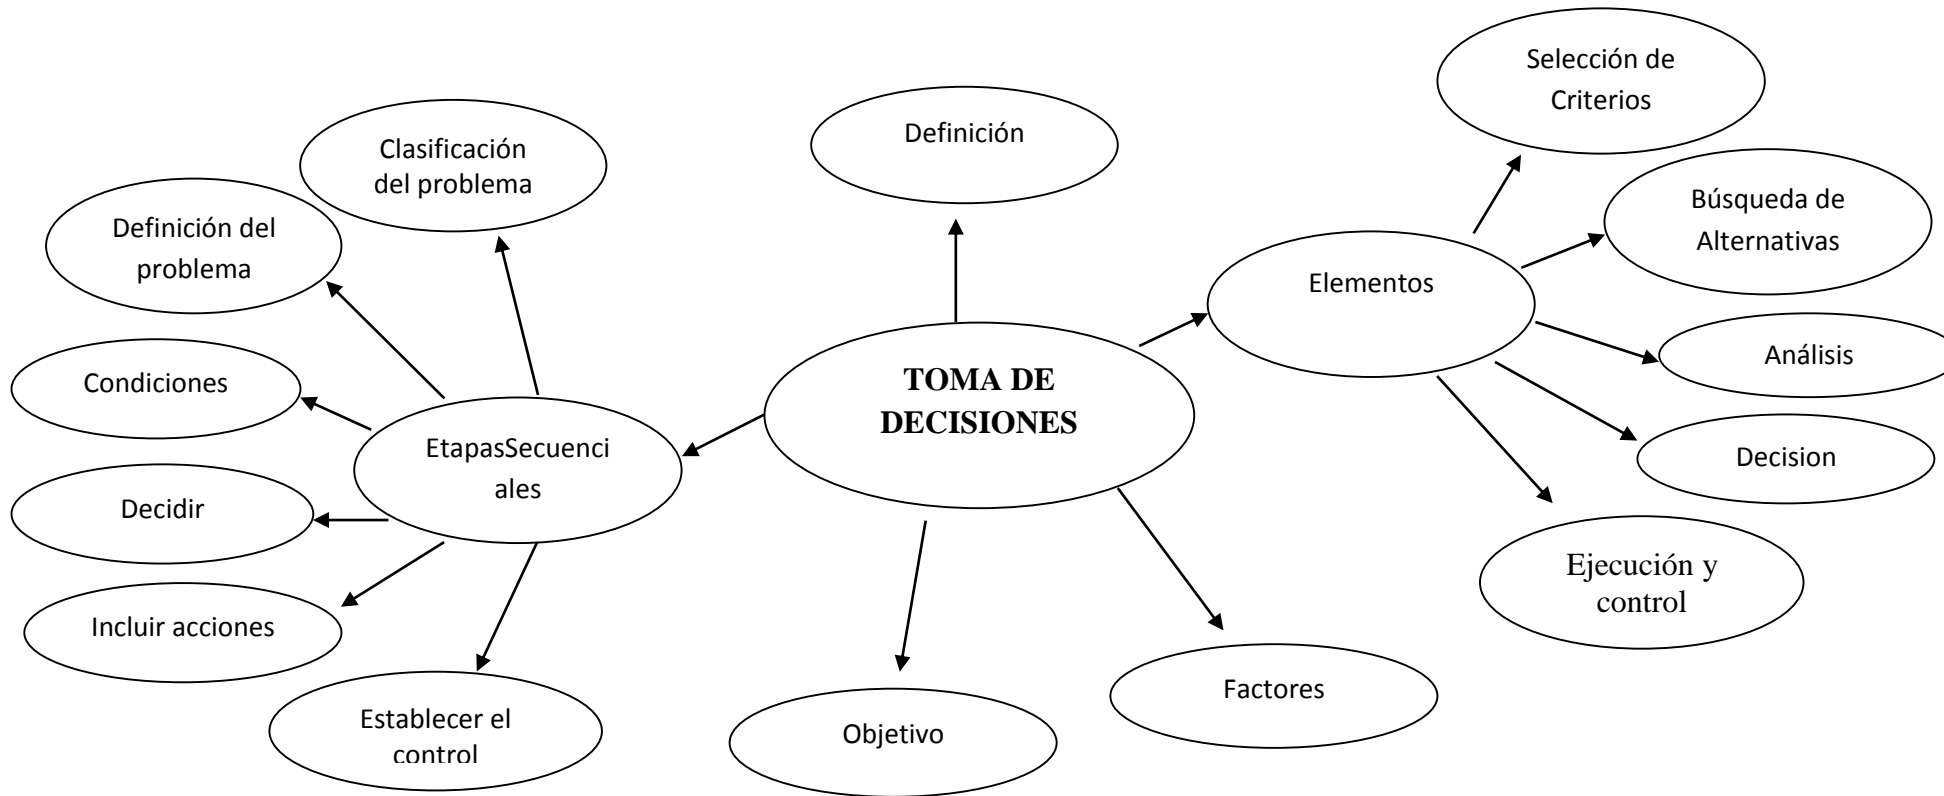 Selección de
Criterios
Definición
Clasificación
del problema
Búsqueda de
Alternativas
Definición del
problema
Elementos
Análisis
Condiciones
TOMA DE
DECISIONES
EtapasSecuenci
ales
Decision
Decidir
Ejecución y
control
Incluir acciones
Factores
Establecer el
control
Objetivo